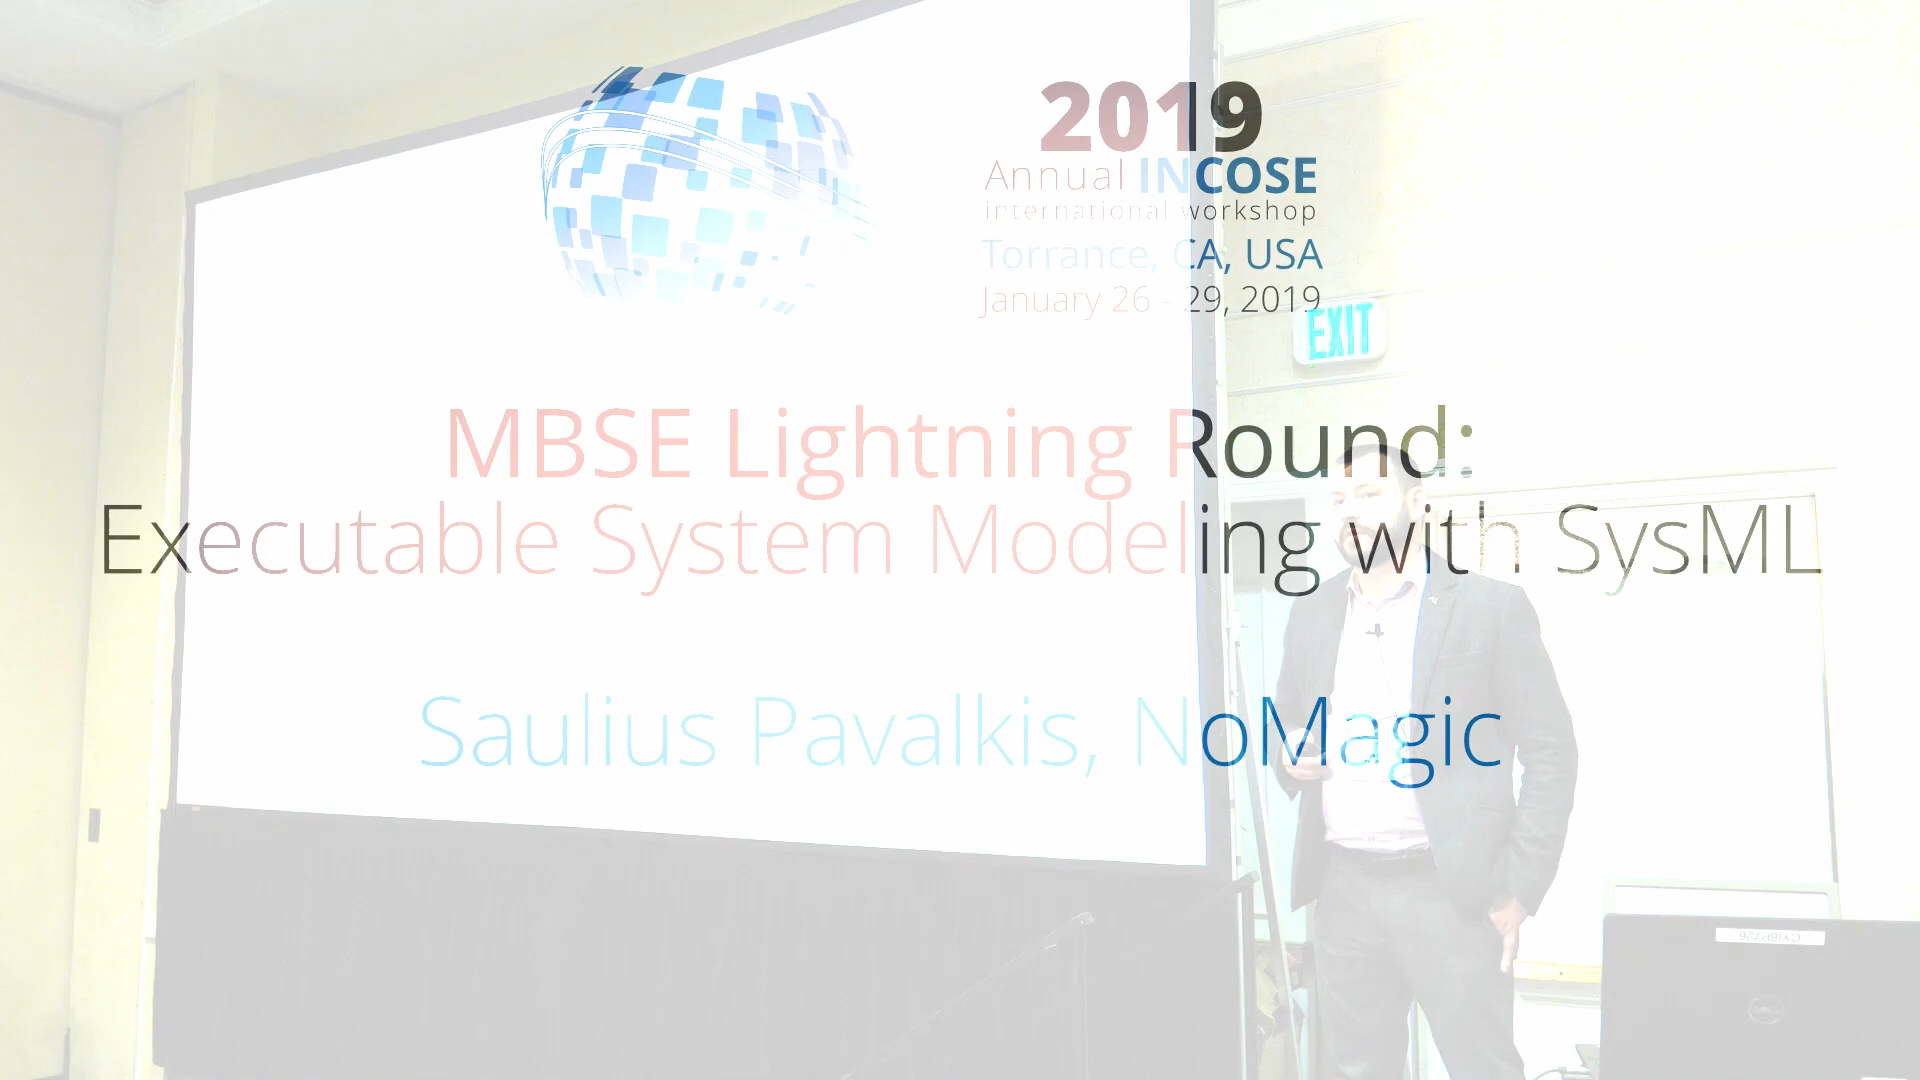 2019
Annual INCOSE
international workshop
Torrance, CA, USA
January 26 - 29, 2019
EXIT
MBSE Lightning Round:
Executable System Modeling with SysML
Saulius Pavalkis, NoMagic